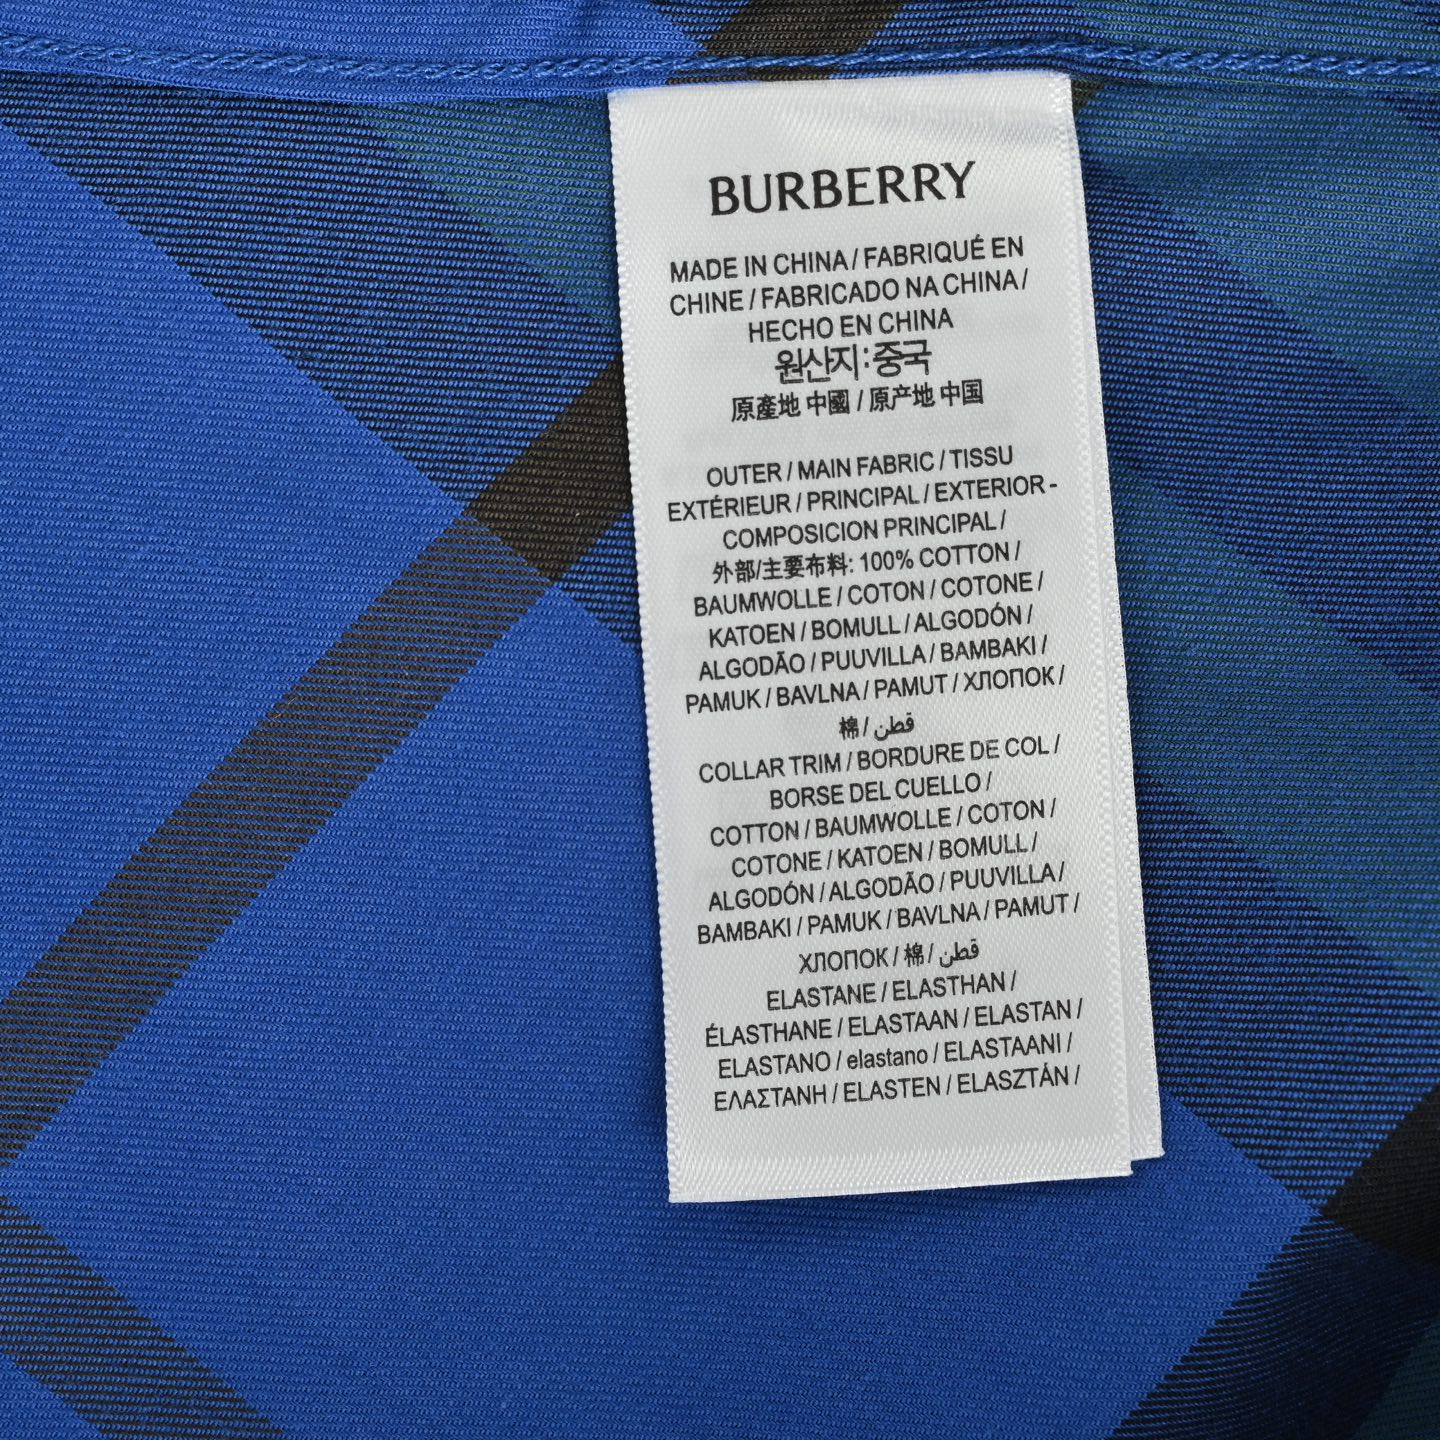 BURBERRY
MADE IN CHINA / FABRIQUÉ EN
CHINE / FABRICADO NA CHINA /
HECHO EN CHINA
원산지:중국
原產地 中國 / 原产地 中国
OUTER / MAIN FABRIC / TISSU
EXTÉRIEUR / PRINCIPAL / EXTERIOR -
COMPOSICION PRINCIPAL /
外部/主要布料: 100% COTTON /
BAUMWOLLE / COTON / COTONE /
KATOEN / BOMULL / ALGODÓN /
ALGODÃO / PUUVILLA / BAMBAKI /
PAMUK / BAVLNA / PAMUT / ХЛОПОК /
棉 / قطن
COLLAR TRIM / BORDURE DE COL /
BORSE DEL CUELLO /
COTTON / BAUMWOLLE / COTON /
COTONE / KATOEN / BOMULL /
ALGODÓN / ALGODÃO / PUUVILLA /
BAMBAKI / PAMUK / BAVLNA / PAMUT /
ХЛОПОК / 棉 / قطن
ELASTANE / ELASTHAN /
ÉLASTHANE / ELASTAAN / ELASTAN /
ELASTANO / elastano / ELASTAANI /
ΕΛΑΣΤΑΝΗ / ELASTEN / ELASZTÁN /